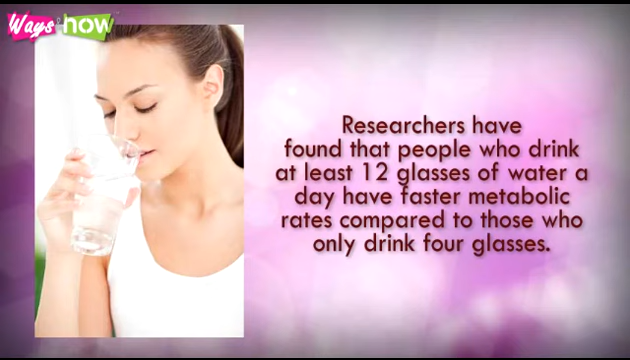 Ways how
Researchers have
found that people who drink
at least 12 glasses of water a
day have faster metabolic
rates compared to those who
only drink four glasses.